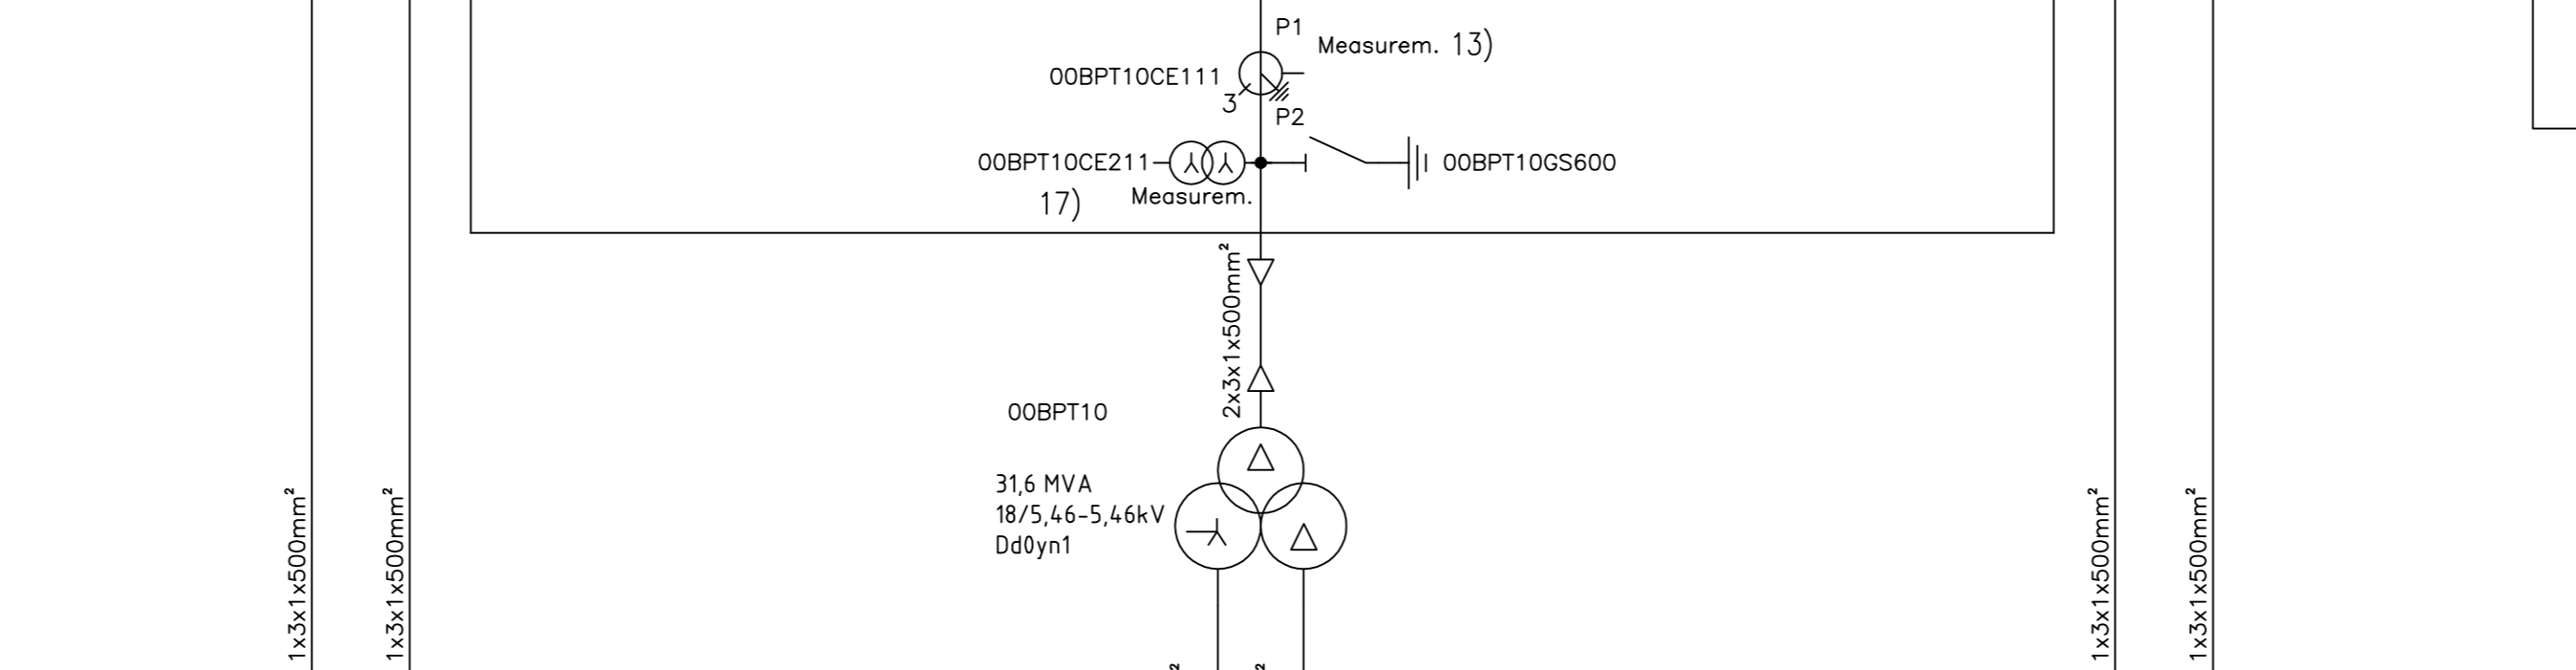 P1
Measurem. 13)
00BPT10CE111
3
P2
00BPT10CE211
00BPT10GS600
17)
Measurem.
2x3x1x500mm²
00BPT10
31,6 MVA
18/5,46-5,46kV
Dd0yn1
1x3x1x500mm²
1x3x1x500mm²
1x3x1x500mm²
1x3x1x500mm²